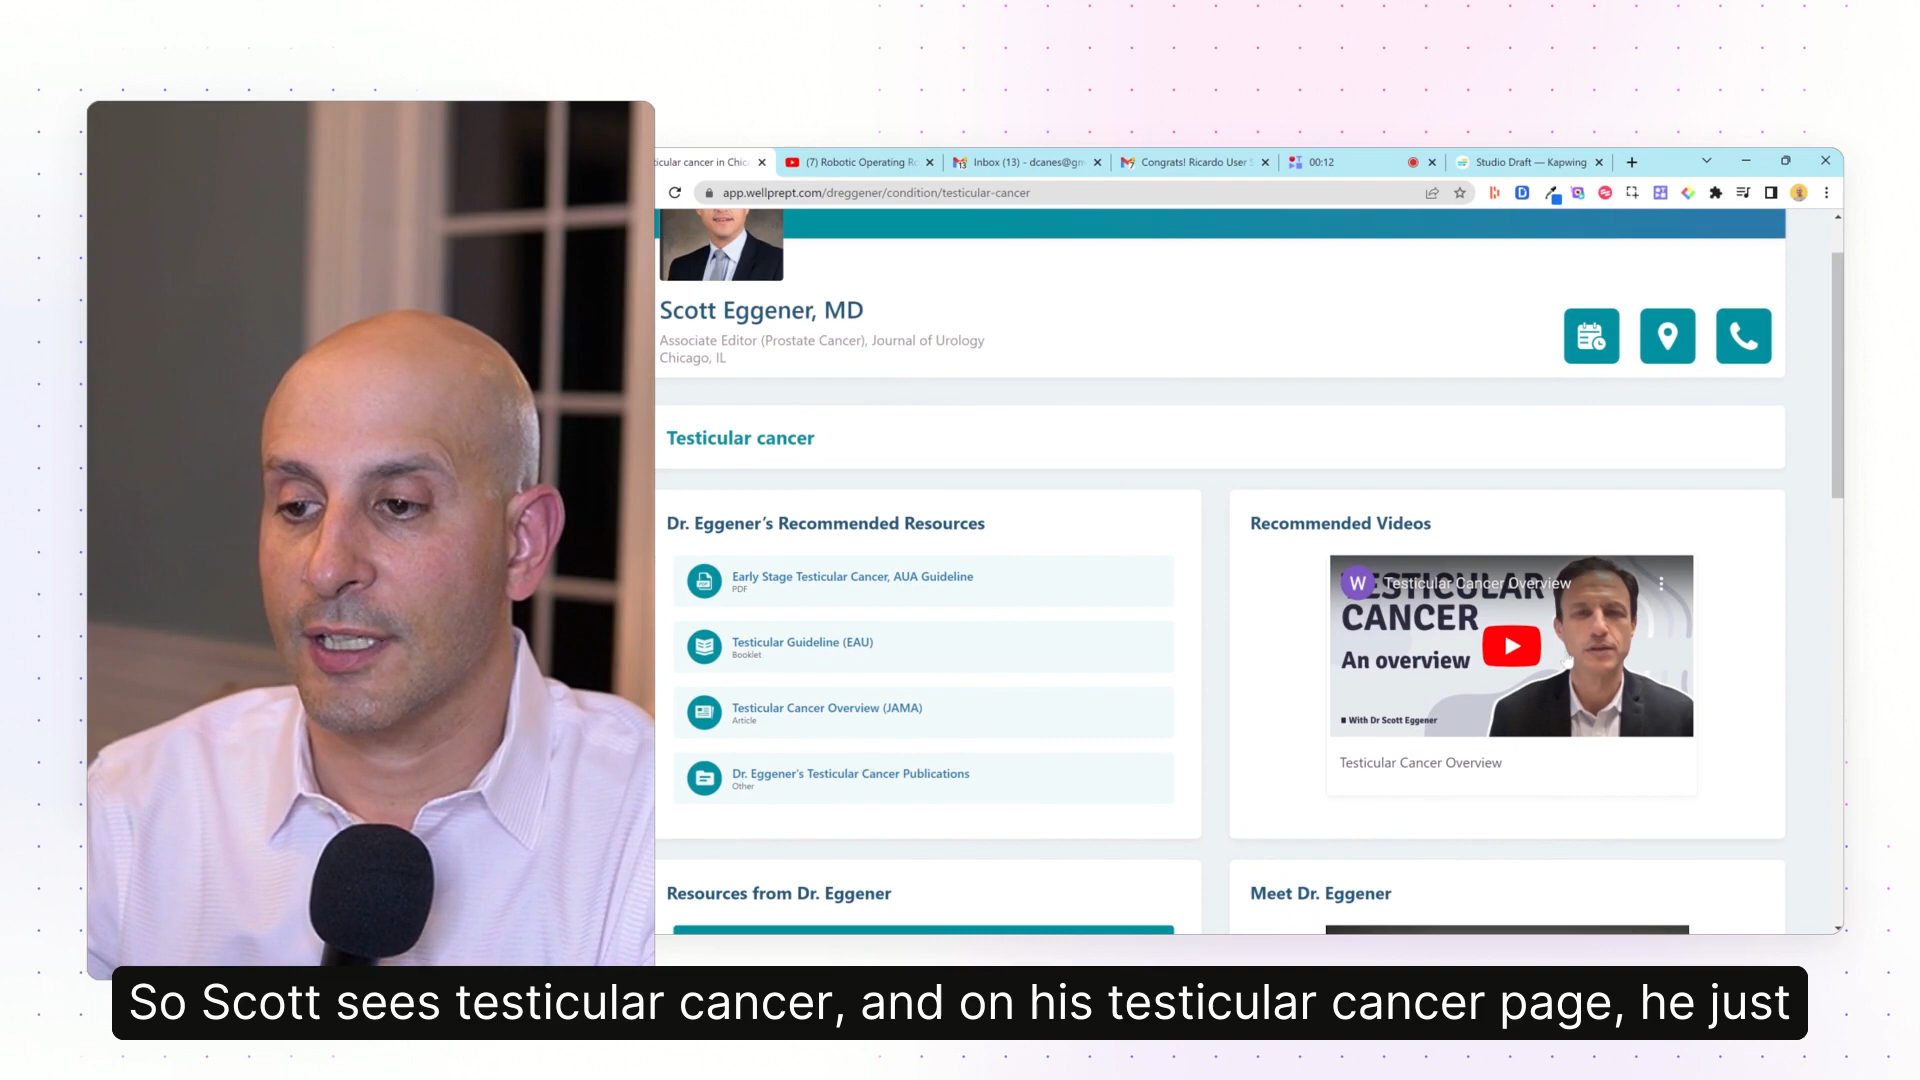 ticular cancer in Chic
(7) Robotic Operating Ro
Inbox (13) - dcanes@gm
Congrats! Ricardo User S
00:12
Studio Draft — Kapwing
app.wellprept.com/dreggener/condition/testicular-cancer
Scott Eggener, MD
Associate Editor (Prostate Cancer), Journal of Urology
Chicago, IL
Testicular cancer
Dr. Eggener's Recommended Resources
Early Stage Testicular Cancer, AUA Guideline
PDF
Testicular Guideline (EAU)
Booklet
Testicular Cancer Overview (JAMA)
Article
Dr. Eggener's Testicular Cancer Publications
Other
Recommended Videos
W
Testicular Cancer Overview
TESTICULAR
CANCER
An overview
With Dr Scott Eggener
Testicular Cancer Overview
Resources from Dr. Eggener
Meet Dr. Eggener
So Scott sees testicular cancer, and on his testicular cancer page, he just